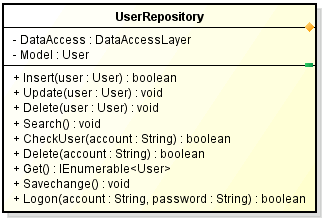 UserRepository
- DataAccess : DataAccessLayer
- Model : User
+ Insert(user : User) : boolean
+ Update(user : User) : void
+ Delete(user : User) : void
+ Search() : void
+ CheckUser(account : String) : boolean
+ Delete(account : String) : boolean
+ Get() : IEnumerable<User>
+ Savechange() : void
+ Logon(account : String, password : String) : boolean